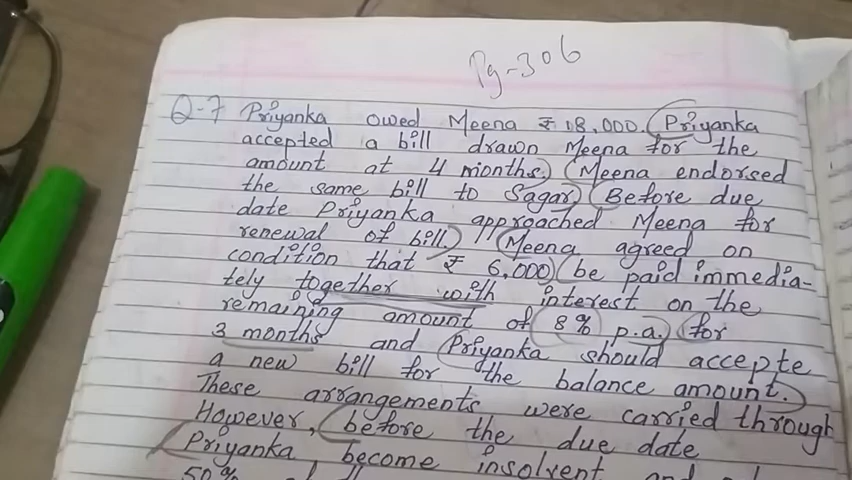 Pg-306
Q-7 Priyanka owed Meena ₹ 18,000. (Priyanka
accepted a bill drawn Meena for the
amount at 4 months.) (Meena endorsed
the same bill to Sagar) (Before due
date Priyanka approached Meena for
renewal of bill.) (Meena agreed on
condition that ₹ 6,000) (be paid immedia-
tely together with interest on the
remaining amount of (8% p.a.) (for
3 months and (Priyanka should accepte
a new bill for the balance amount.)
These arrangements were carried through
However, (before the due date
Priyanka become insolvent and
50%